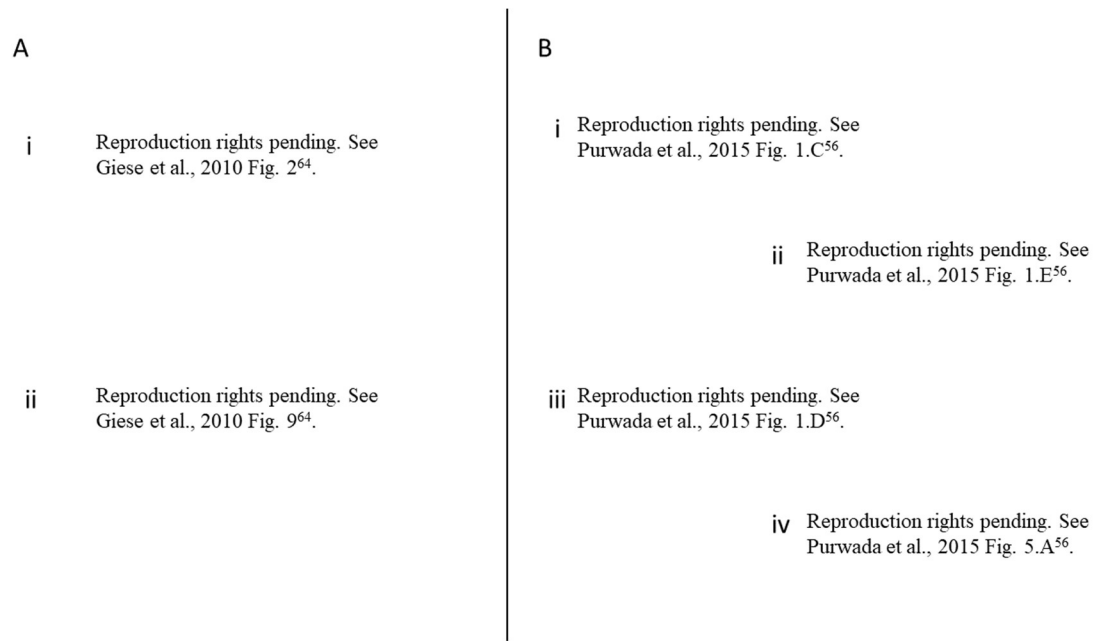 A
i
Reproduction rights pending. See
Giese et al., 2010 Fig. 2⁶⁴.
ii
Reproduction rights pending. See
Giese et al., 2010 Fig. 9⁶⁴.
B
i
Reproduction rights pending. See
Purwada et al., 2015 Fig. 1.C⁵⁶.
ii
Reproduction rights pending. See
Purwada et al., 2015 Fig. 1.E⁵⁶.
iii
Reproduction rights pending. See
Purwada et al., 2015 Fig. 1.D⁵⁶.
iv
Reproduction rights pending. See
Purwada et al., 2015 Fig. 5.A⁵⁶.